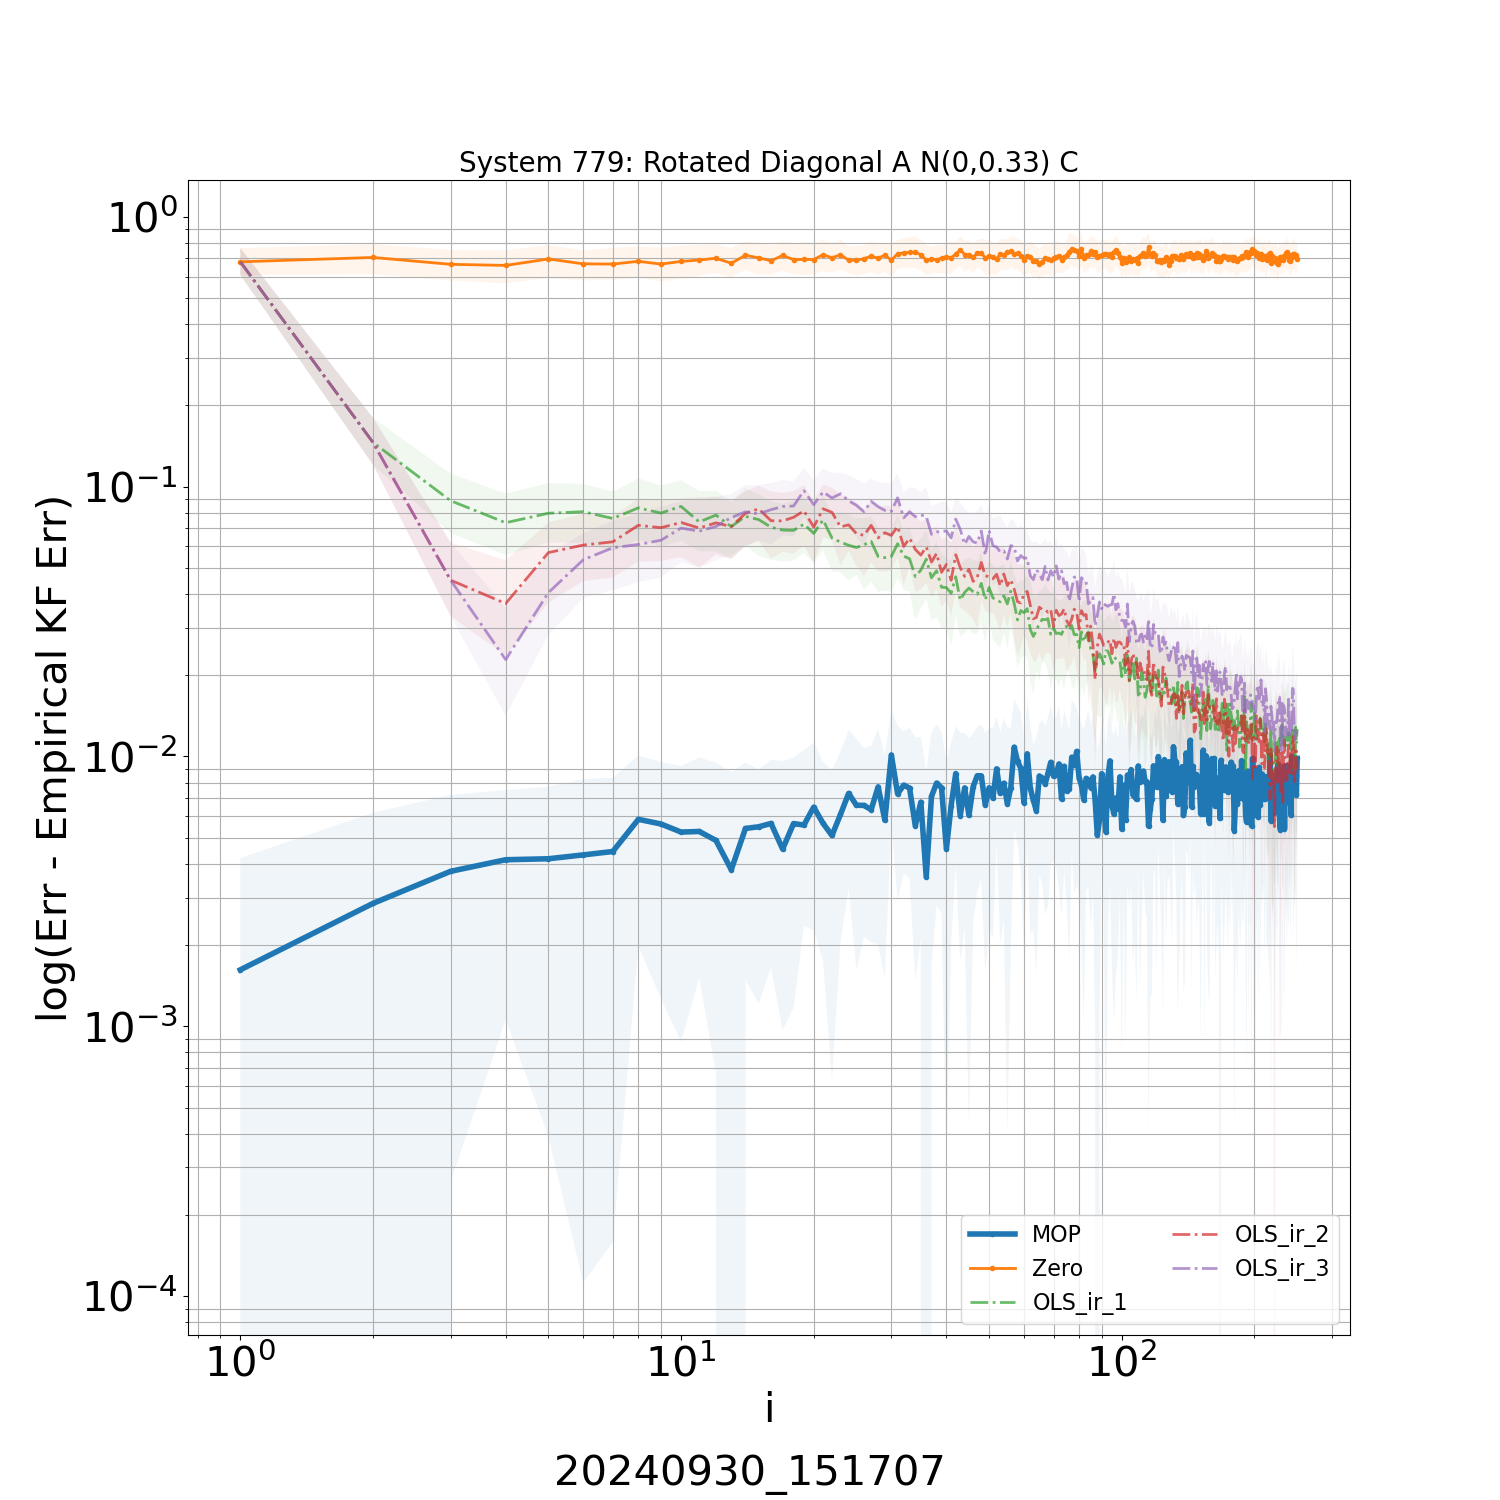 System 779: Rotated Diagonal A N(0,0.33) C
log(Err - Empirical KF Err)
10⁰
10⁻¹
10⁻²
10⁻³
10⁻⁴
MOP
Zero
OLS_ir_1
OLS_ir_2
OLS_ir_3
10⁰ 10¹ 10²
i
20240930_151707